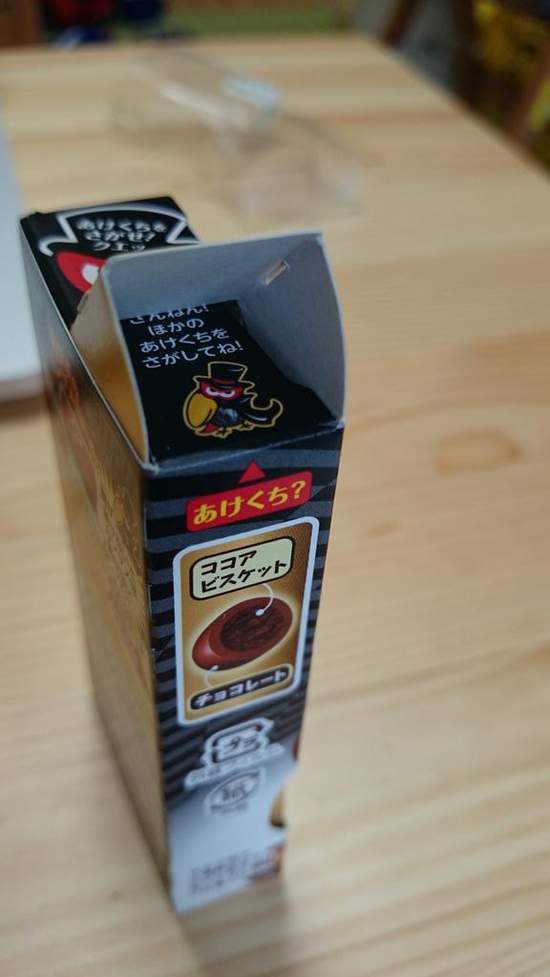 あけくちを
さがせ!
クエッ
ざんねん!
ほかの
あけくちを
さがしてね!
あけくち?
ココア
ビスケット
チョコレート
プラ
紙